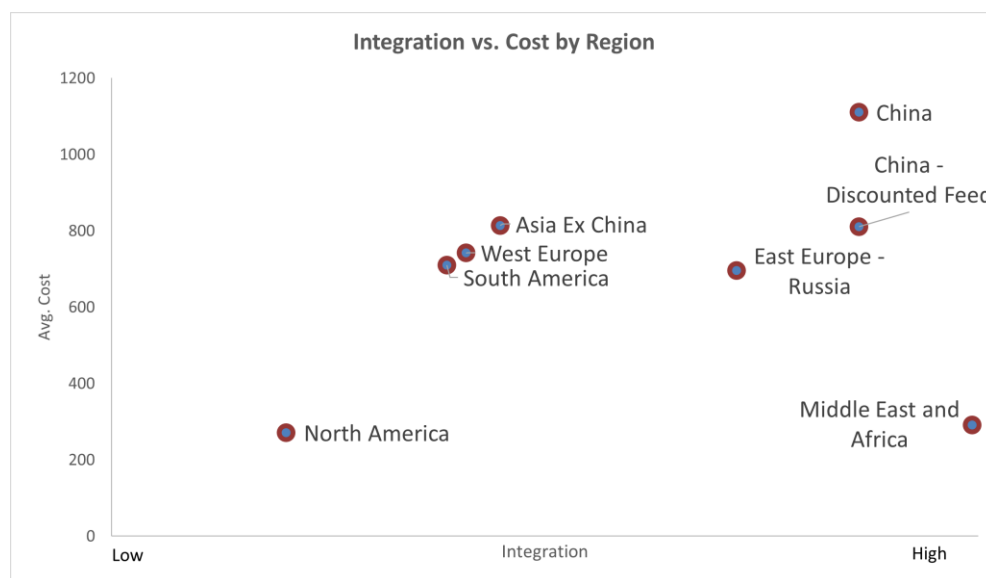 Integration vs. Cost by Region
1200
1000
800
600
400
200
0
Avg. Cost
China
China -
Discounted Feed
Asia Ex China
West Europe
South America
East Europe -
Russia
Middle East and
Africa
North America
Low
Integration
High